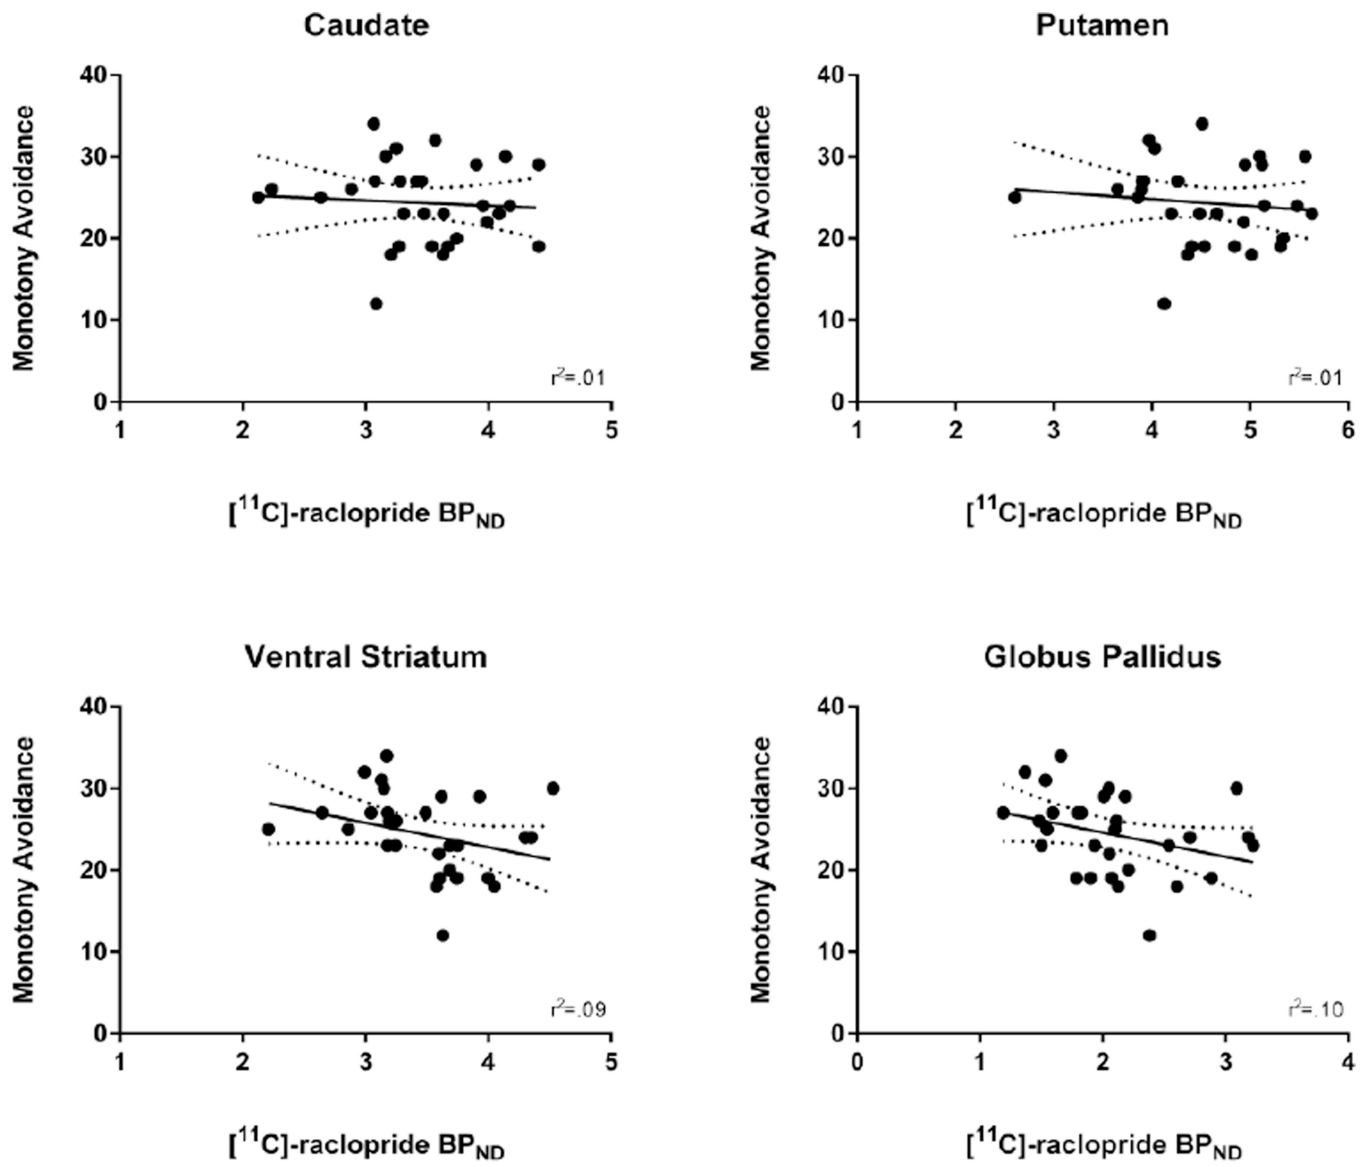 Caudate
Monotony Avoidance
40
30
20
10
0
1 2 3 4 5
r²=.01
[¹¹C]-raclopride BP_ND
Putamen
Monotony Avoidance
40
30
20
10
0
1 2 3 4 5 6
r²=.01
[¹¹C]-raclopride BP_ND
Ventral Striatum
Monotony Avoidance
40
30
20
10
0
1 2 3 4 5
r²=.09
[¹¹C]-raclopride BP_ND
Globus Pallidus
Monotony Avoidance
40
30
20
10
0
0 1 2 3 4
r²=.10
[¹¹C]-raclopride BP_ND